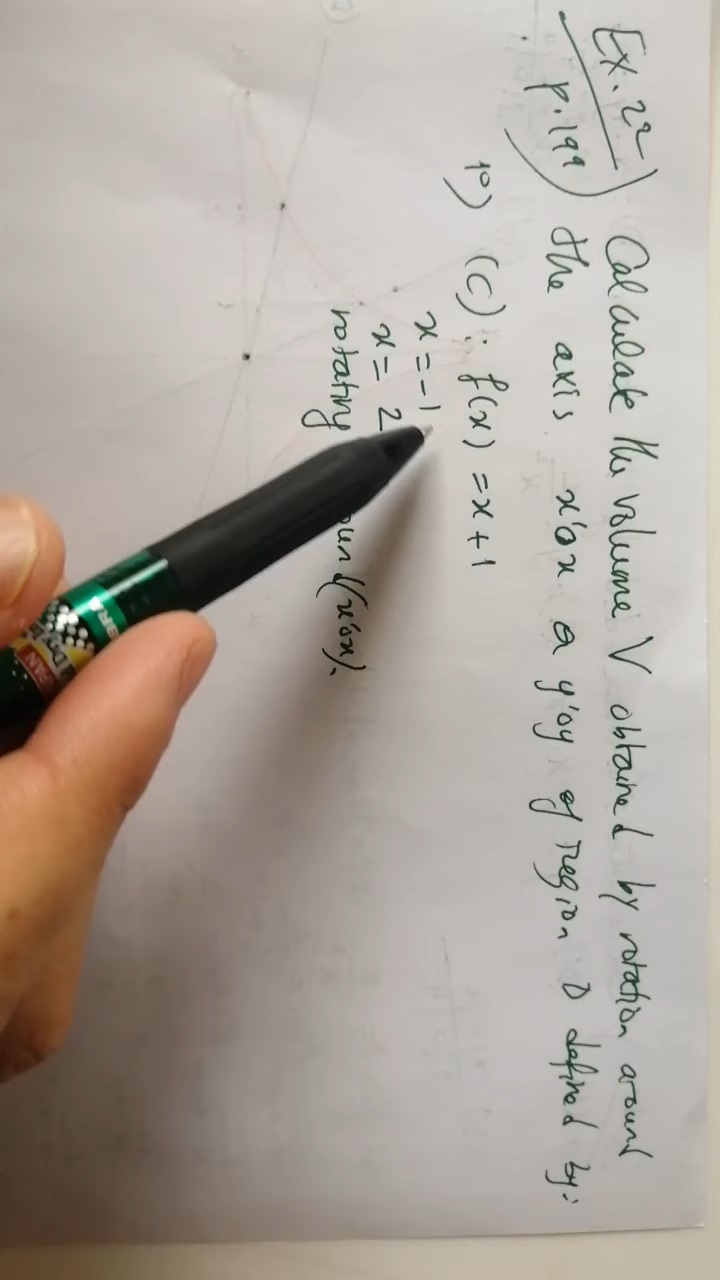 Ex. 22) Calculate the volume V obtained by rotation around
p.199) the axis x'ox a y'oy of region D defined by:
1°) (C): f(x) = x + 1
x = -1
x = 2
rotating (x'ox).
ZEBRA